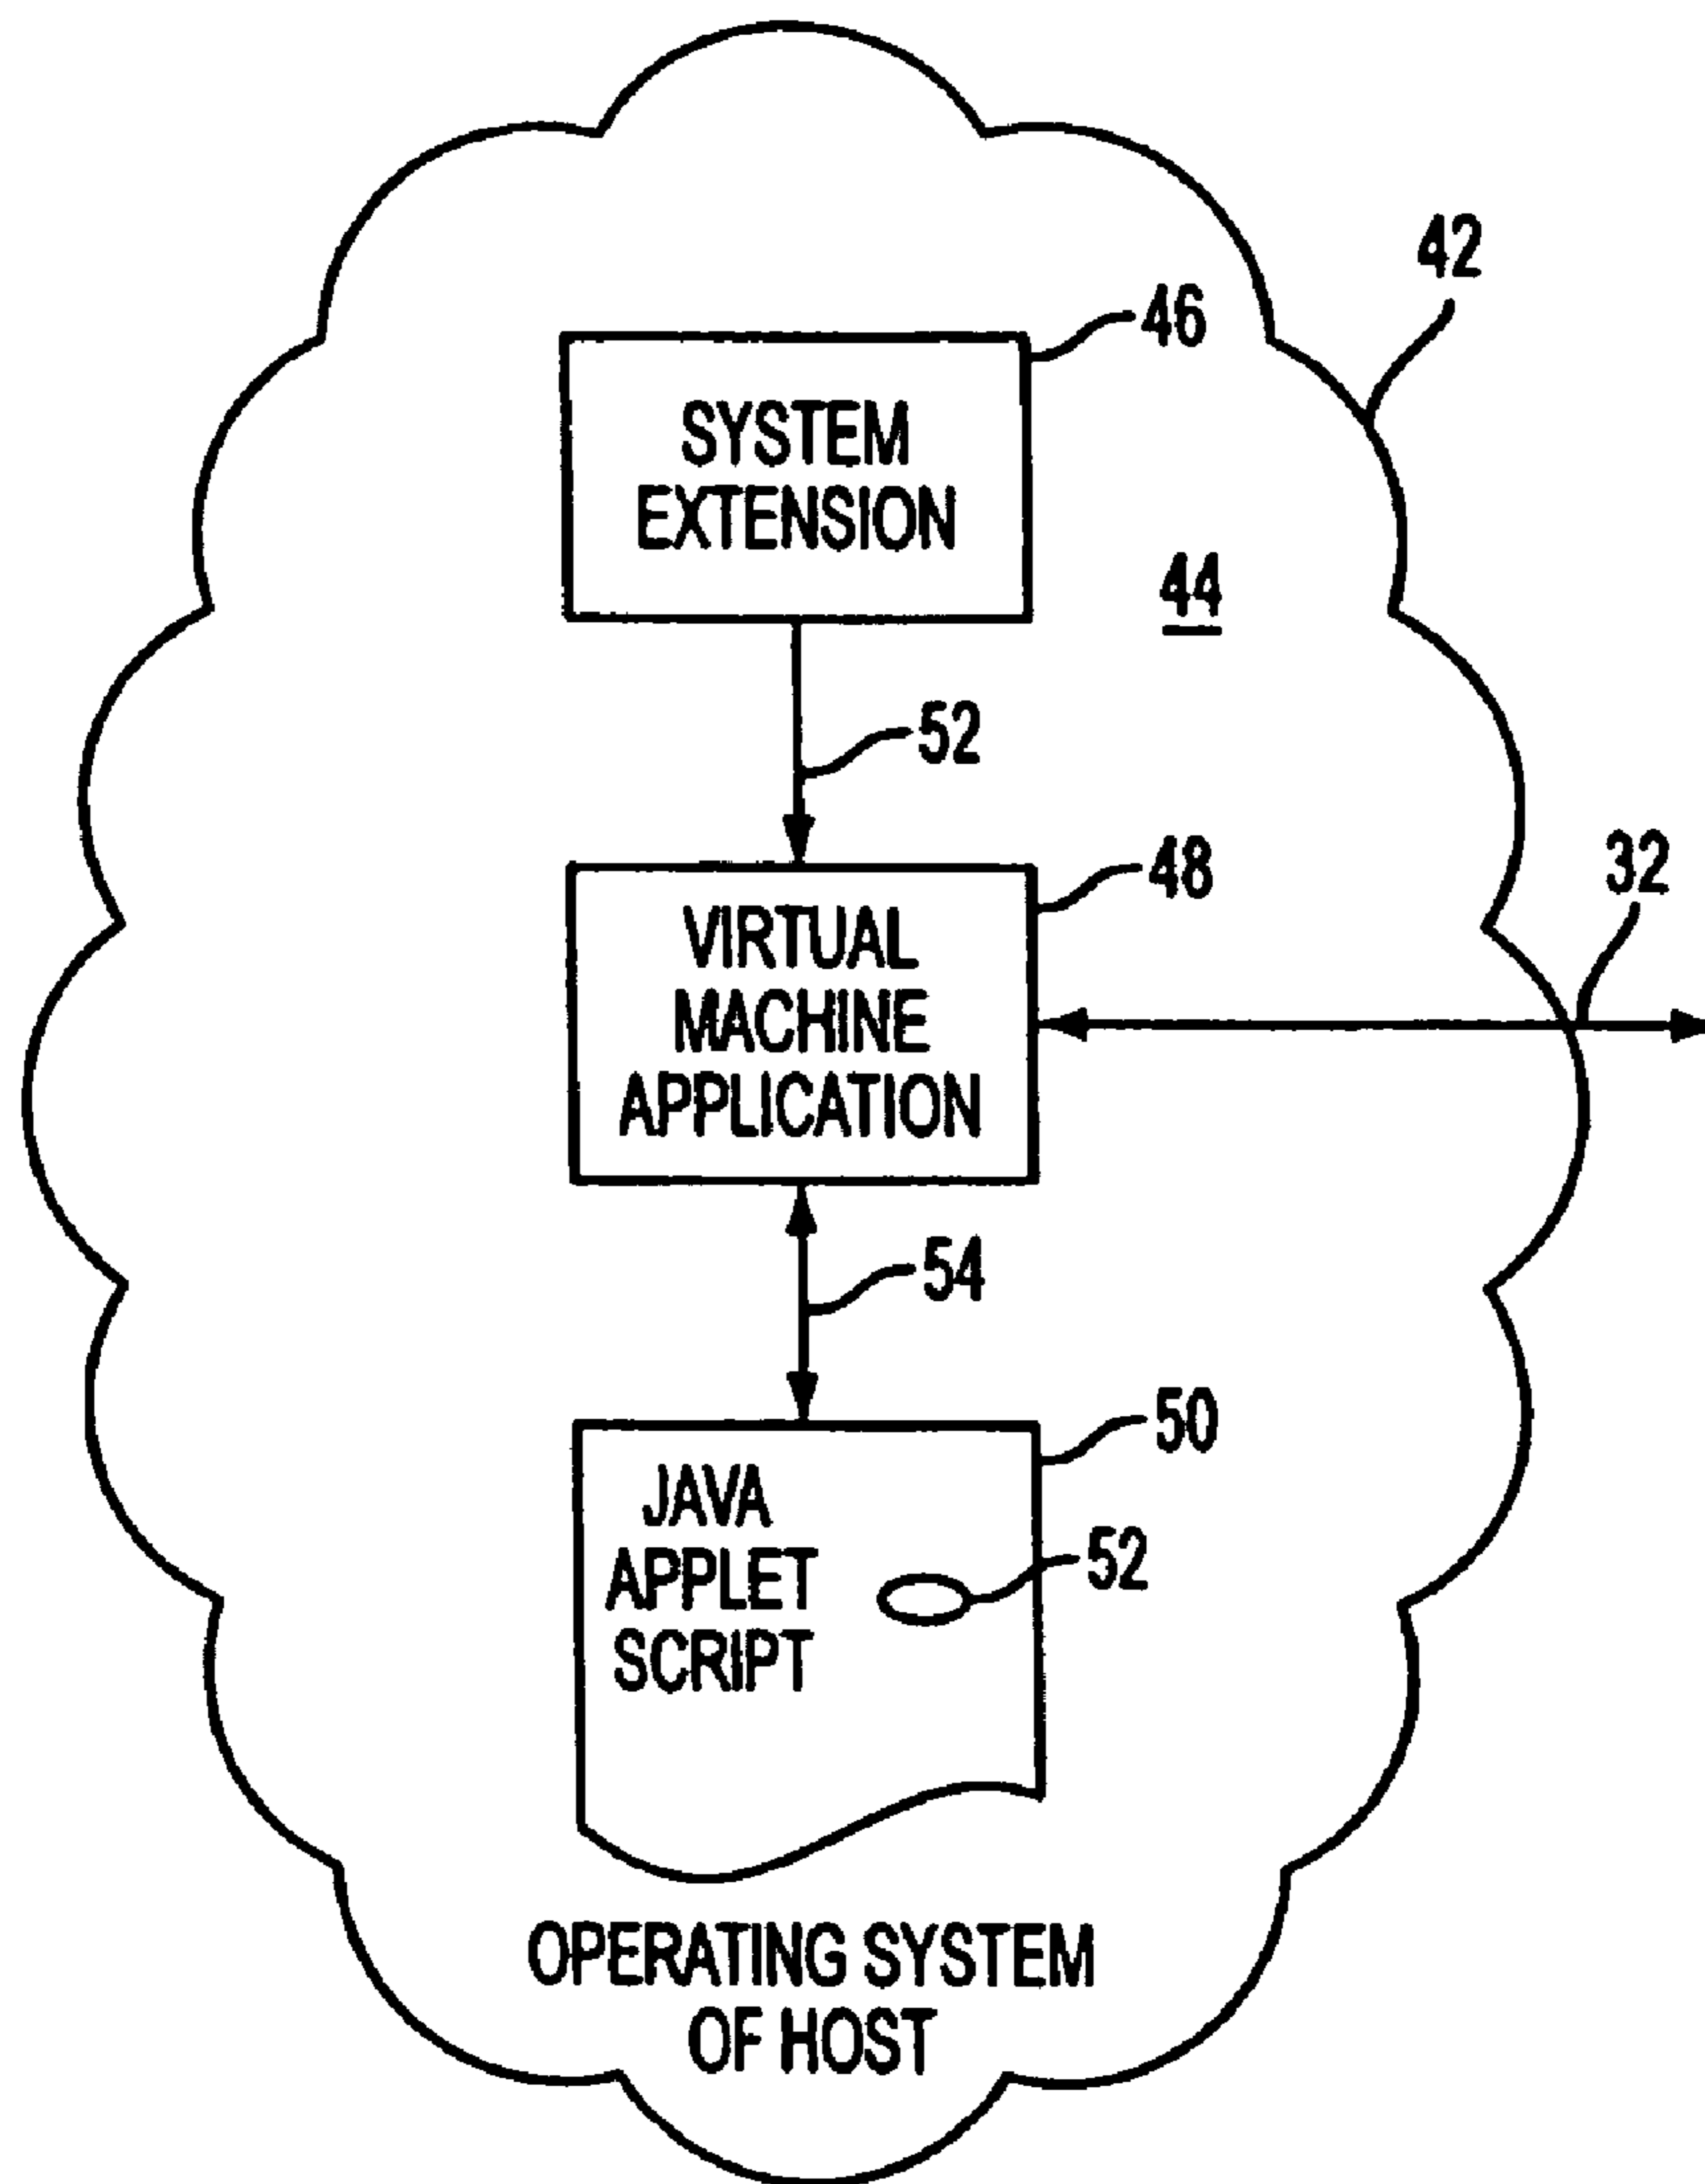 42
46
SYSTEM
EXTENSION
44
52
48
32
VIRTUAL
MACHINE
APPLICATION
54
50
JAVA
APPLET
SCRIPT
52
OPERATING SYSTEM
OF HOST